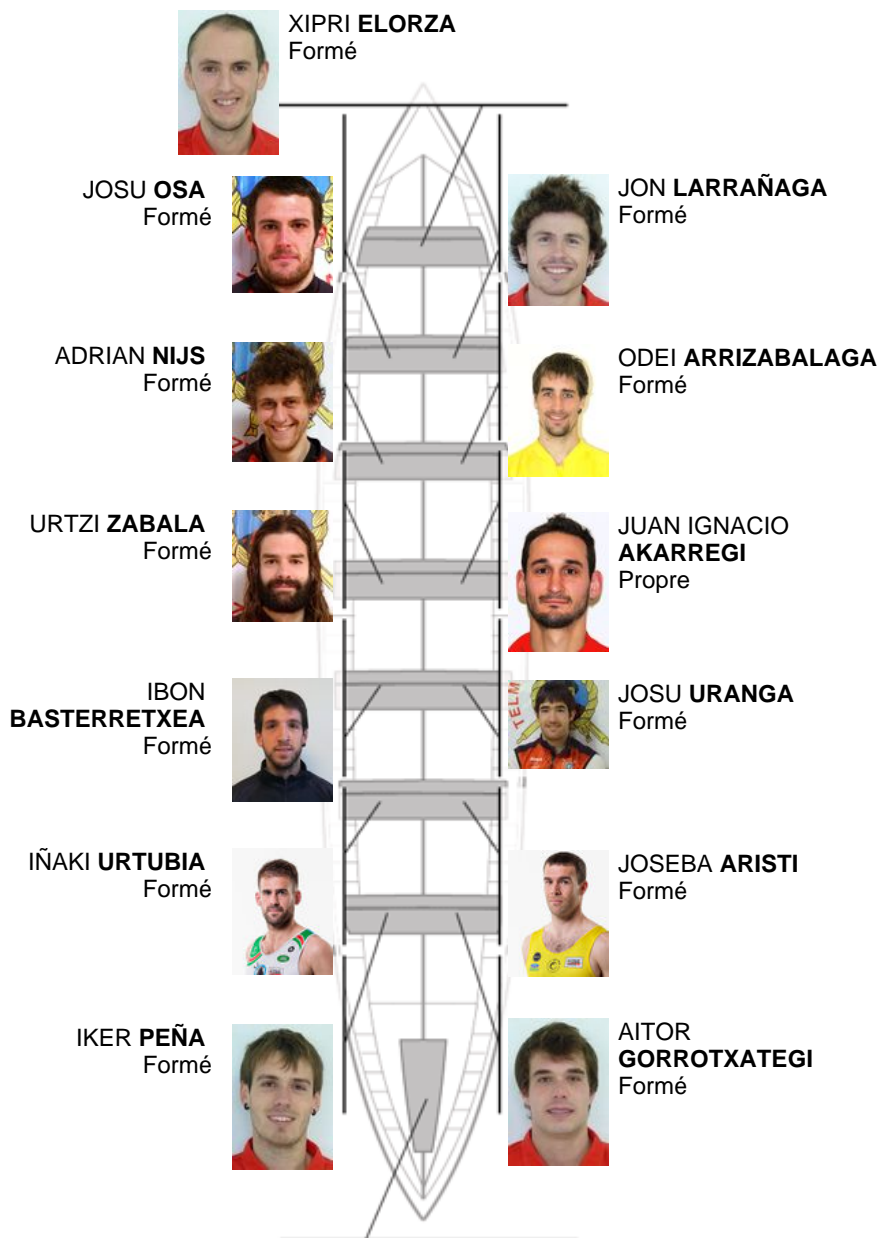 XIPRI ELORZA
Formé
JOSU OSA
Formé
JON LARRAÑAGA
Formé
ADRIAN NIJS
Formé
ODEI ARRIZABALAGA
Formé
URTZI ZABALA
Formé
JUAN IGNACIO
AKARREGI
Propre
IBON
BASTERRETXEA
Formé
JOSU URANGA
Formé
TELM
IÑAKI URTUBIA
Formé
JOSEBA ARISTI
Formé
IKER PEÑA
Formé
AITOR
GORROTXATEGI
Formé